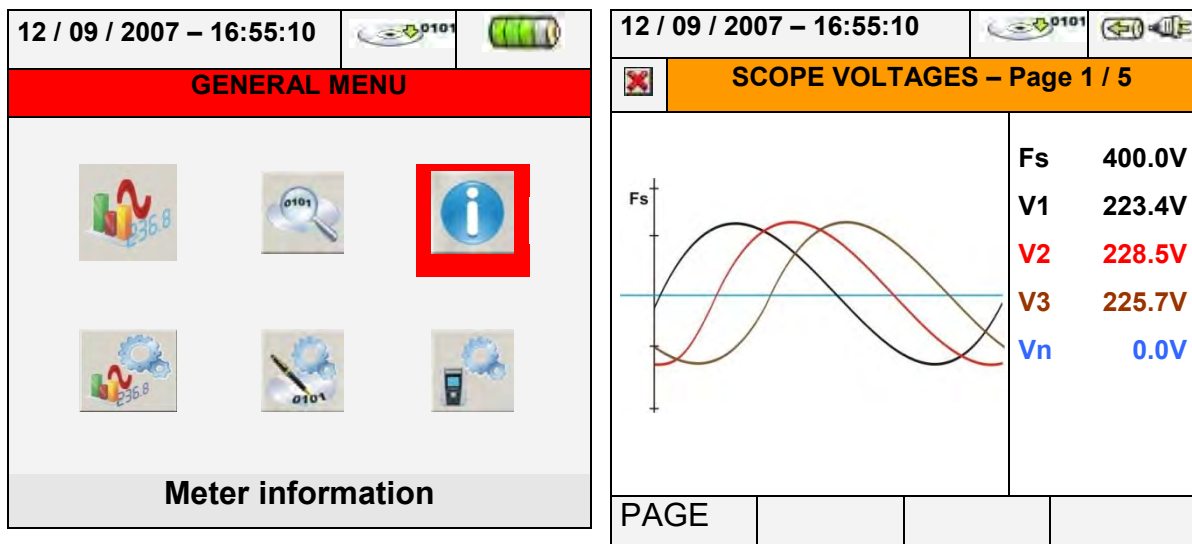 12 / 09 / 2007 – 16:55:10
0101
GENERAL MENU
236.8
0101
236.8
0101
Meter information
12 / 09 / 2007 – 16:55:10
0101
SCOPE VOLTAGES – Page 1 / 5
Fs
Fs 400.0V
V1 223.4V
V2 228.5V
V3 225.7V
Vn 0.0V
PAGE